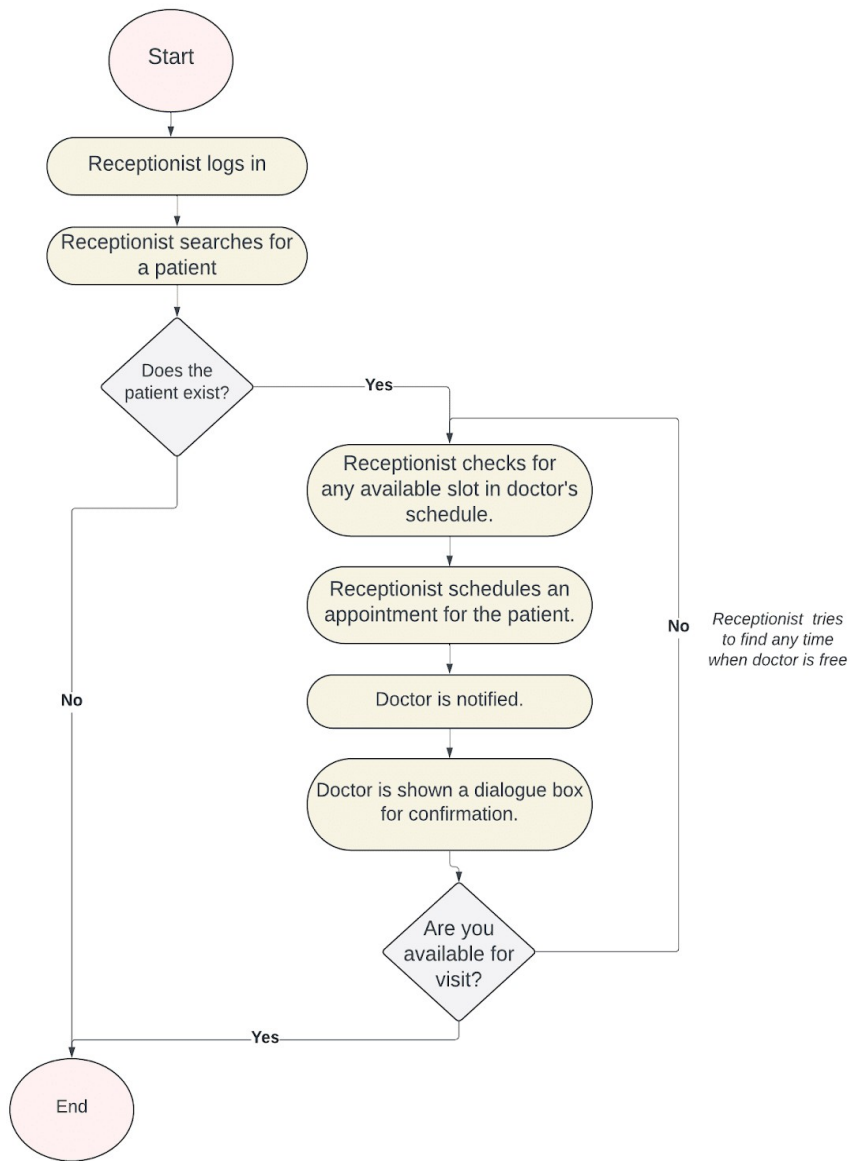 Start
Receptionist logs in
Receptionist searches for
a patient
Does the
patient exist?
Yes
Receptionist checks for
any available slot in doctor's
schedule.
Receptionist schedules an
appointment for the patient.
No
Receptionist tries
to find any time
when doctor is free
No
Doctor is notified.
Doctor is shown a dialogue box
for confirmation.
Are you
available for
visit?
Yes
End